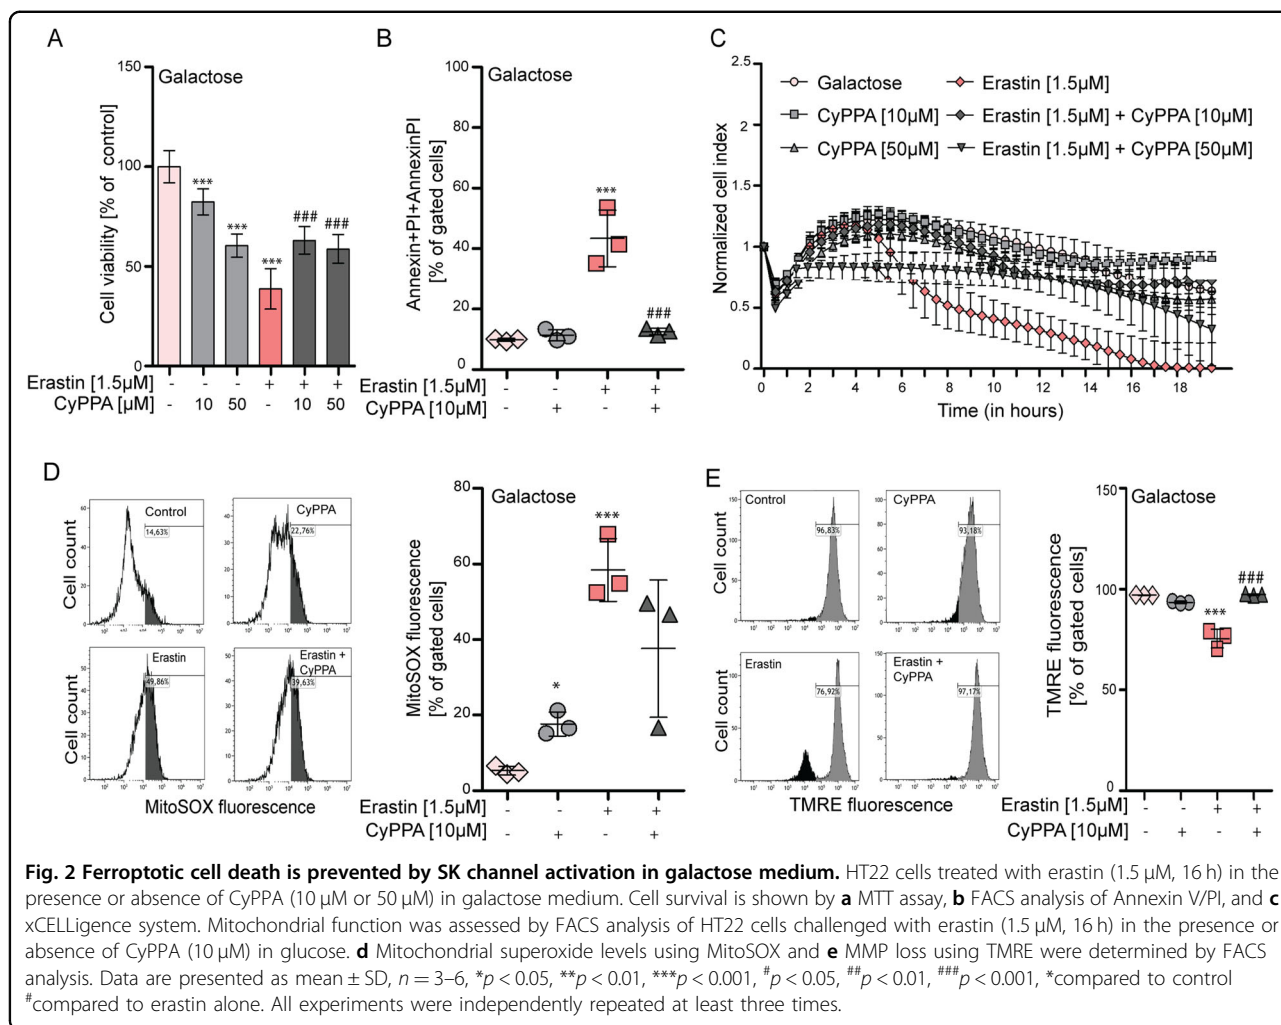 A
Galactose
Cell viability [% of control]
150
100
50
0
*** *** *** ### ###
Erastin [1.5µM] - - - + + +
CyPPA [µM] - 10 50 - 10 50
B
Galactose
Annexin+PI+AnnexinPI
[% of gated cells]
100
80
60
40
20
0
***
###
Erastin [1.5µM] - - + +
CyPPA [10µM] - + - +
C
Normalized cell index
2.5
2
1.5
1
0.5
0
Galactose
CyPPA [10µM]
CyPPA [50µM]
Erastin [1.5µM]
Erastin [1.5µM] + CyPPA [10µM]
Erastin [1.5µM] + CyPPA [50µM]
0 2 4 6 8 10 12 14 16 18
Time (in hours)
D
Cell count
Control
14,63%
CyPPA
22,76%
Cell count
Erastin
49,86%
Erastin +
CyPPA
39,63%
MitoSOX fluorescence
Galactose
MitoSOX fluorescence
[% of gated cells]
80
60
40
20
0
*
***
Erastin [1.5µM] - - + +
CyPPA [10µM] - + - +
E
Cell count
Control
96,83%
CyPPA
93,18%
Cell count
Erastin
76,92%
Erastin +
CyPPA
97,17%
TMRE fluorescence
Galactose
TMRE fluorescence
[% of gated cells]
150
100
50
0
***
###
Erastin [1.5µM] - - + +
CyPPA [10µM] - + - +
Fig. 2 Ferroptotic cell death is prevented by SK channel activation in galactose medium. HT22 cells treated with erastin (1.5 µM, 16 h) in the
presence or absence of CyPPA (10 µM or 50 µM) in galactose medium. Cell survival is shown by a MTT assay, b FACS analysis of Annexin V/PI, and c
xCELLigence system. Mitochondrial function was assessed by FACS analysis of HT22 cells challenged with erastin (1.5 µM, 16 h) in the presence or
absence of CyPPA (10 µM) in glucose. d Mitochondrial superoxide levels using MitoSOX and e MMP loss using TMRE were determined by FACS
analysis. Data are presented as mean ± SD, n = 3–6, *p < 0.05, **p < 0.01, ***p < 0.001, #p < 0.05, ##p < 0.01, ###p < 0.001, *compared to control
#compared to erastin alone. All experiments were independently repeated at least three times.